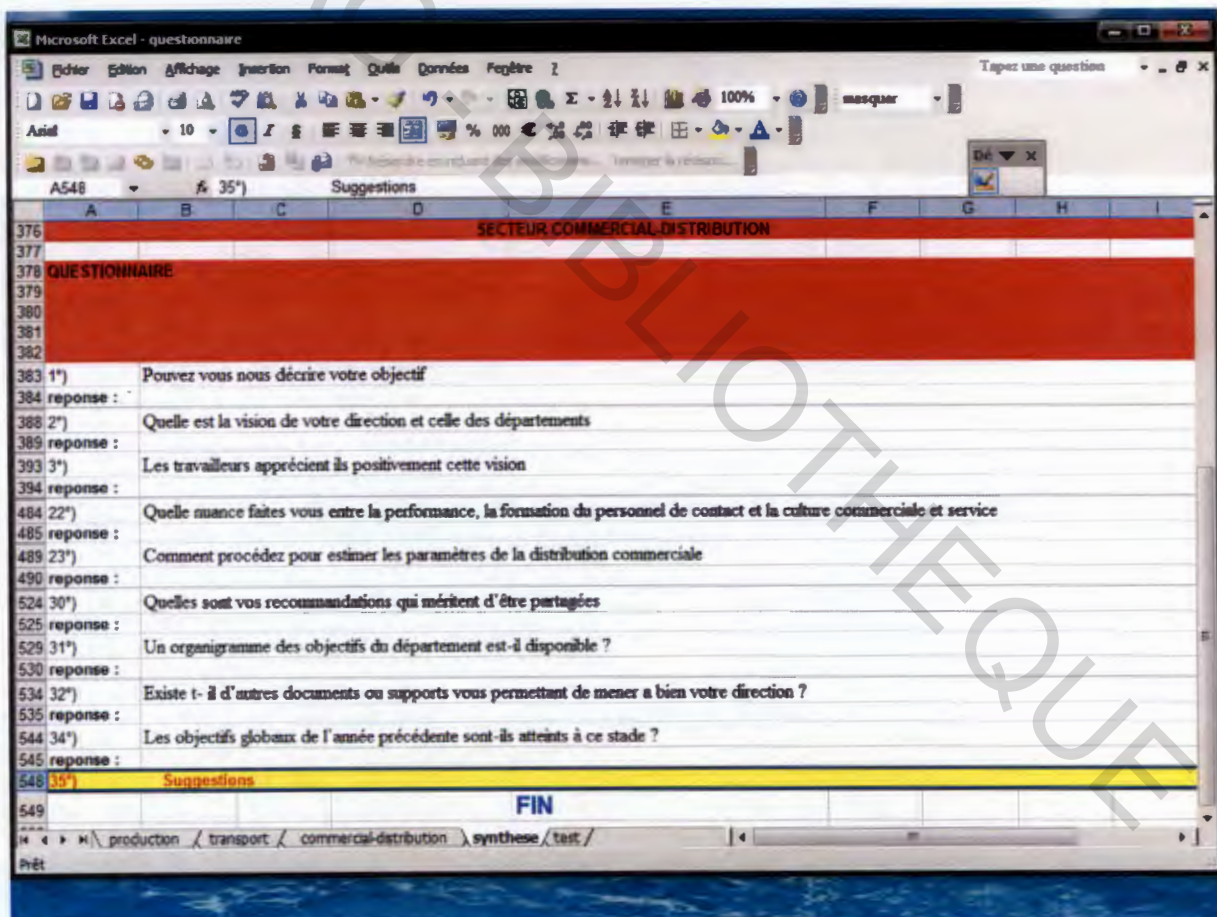 Microsoft Excel - questionnaire
Fichier Edition Affichage Insertion Format Outils Données Fenêtre ? Tapez une question
100% masquer
Arial 10 G I S % 000 €
Dé
A548 fx 35°) Suggestions
A B C D E F G H I
376 SECTEUR COMMERCIAL-DISTRIBUTION
377
378 QUESTIONNAIRE
379
380
381
382
383 1°) Pouvez vous nous décrire votre objectif
384 reponse :
388 2°) Quelle est la vision de votre direction et celle des départements
389 reponse :
393 3°) Les travailleurs apprécient ils positivement cette vision
394 reponse :
484 22°) Quelle nuance faites vous entre la performance, la formation du personnel de contact et la culture commerciale et service
485 reponse :
489 23°) Comment procédez pour estimer les paramètres de la distribution commerciale
490 reponse :
524 30°) Quelles sont vos recommandations qui méritent d'être partagées
525 reponse :
529 31°) Un organigramme des objectifs du département est-il disponible ?
530 reponse :
534 32°) Existe t- il d'autres documents ou supports vous permettant de mener a bien votre direction ?
535 reponse :
544 34°) Les objectifs globaux de l'année précédente sont-ils atteints à ce stade ?
545 reponse :
548 35°) Suggestions
549 FIN
production / transport / commercial-distribution \ synthese / test /
Prêt
BIBLIOTHEQUE